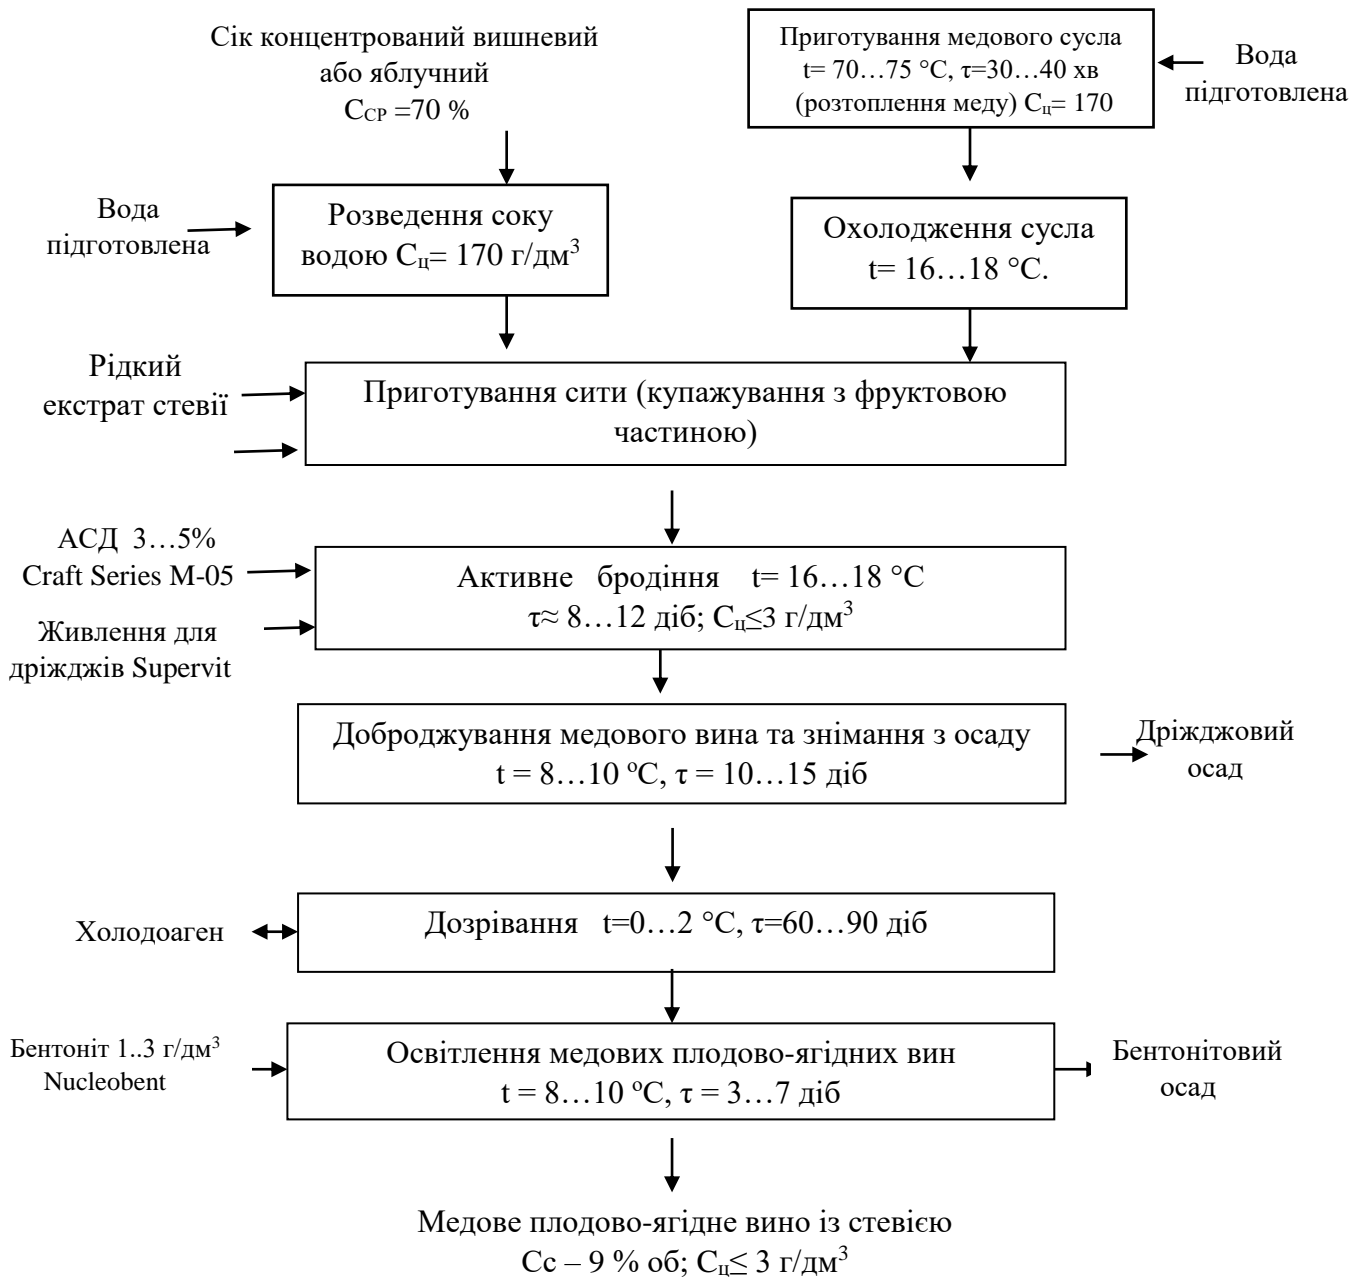 Сік концентрований вишневий
або яблучний
C_СР =70 %
Приготування медового сусла
t= 70…75 °С, τ=30…40 хв
(розтоплення меду) С_ц= 170
Вода
підготовлена
Вода
підготовлена
Розведення соку
водою С_ц= 170 г/дм³
Охолодження сусла
t= 16…18 °С.
Рідкий
екстрат стевії
Приготування сити (купажування з фруктовою
частиною)
АСД 3…5%
Craft Series M-05
Живлення для
дріжджів Supervit
Активне бродіння t= 16…18 °С
τ≈ 8…12 діб; С_ц≤3 г/дм³
Доброджування медового вина та знімання з осаду
t = 8…10 ºС, τ = 10…15 діб
Дріжджовий
осад
Холодоаген
Дозрівання t=0…2 °С, τ=60…90 діб
Бентоніт 1..3 г/дм³
Nucleobent
Освітлення медових плодово-ягідних вин
t = 8…10 ºС, τ = 3…7 діб
Бентонітовий
осад
Медове плодово-ягідне вино із стевією
Сс – 9 % об; С_ц≤ 3 г/дм³